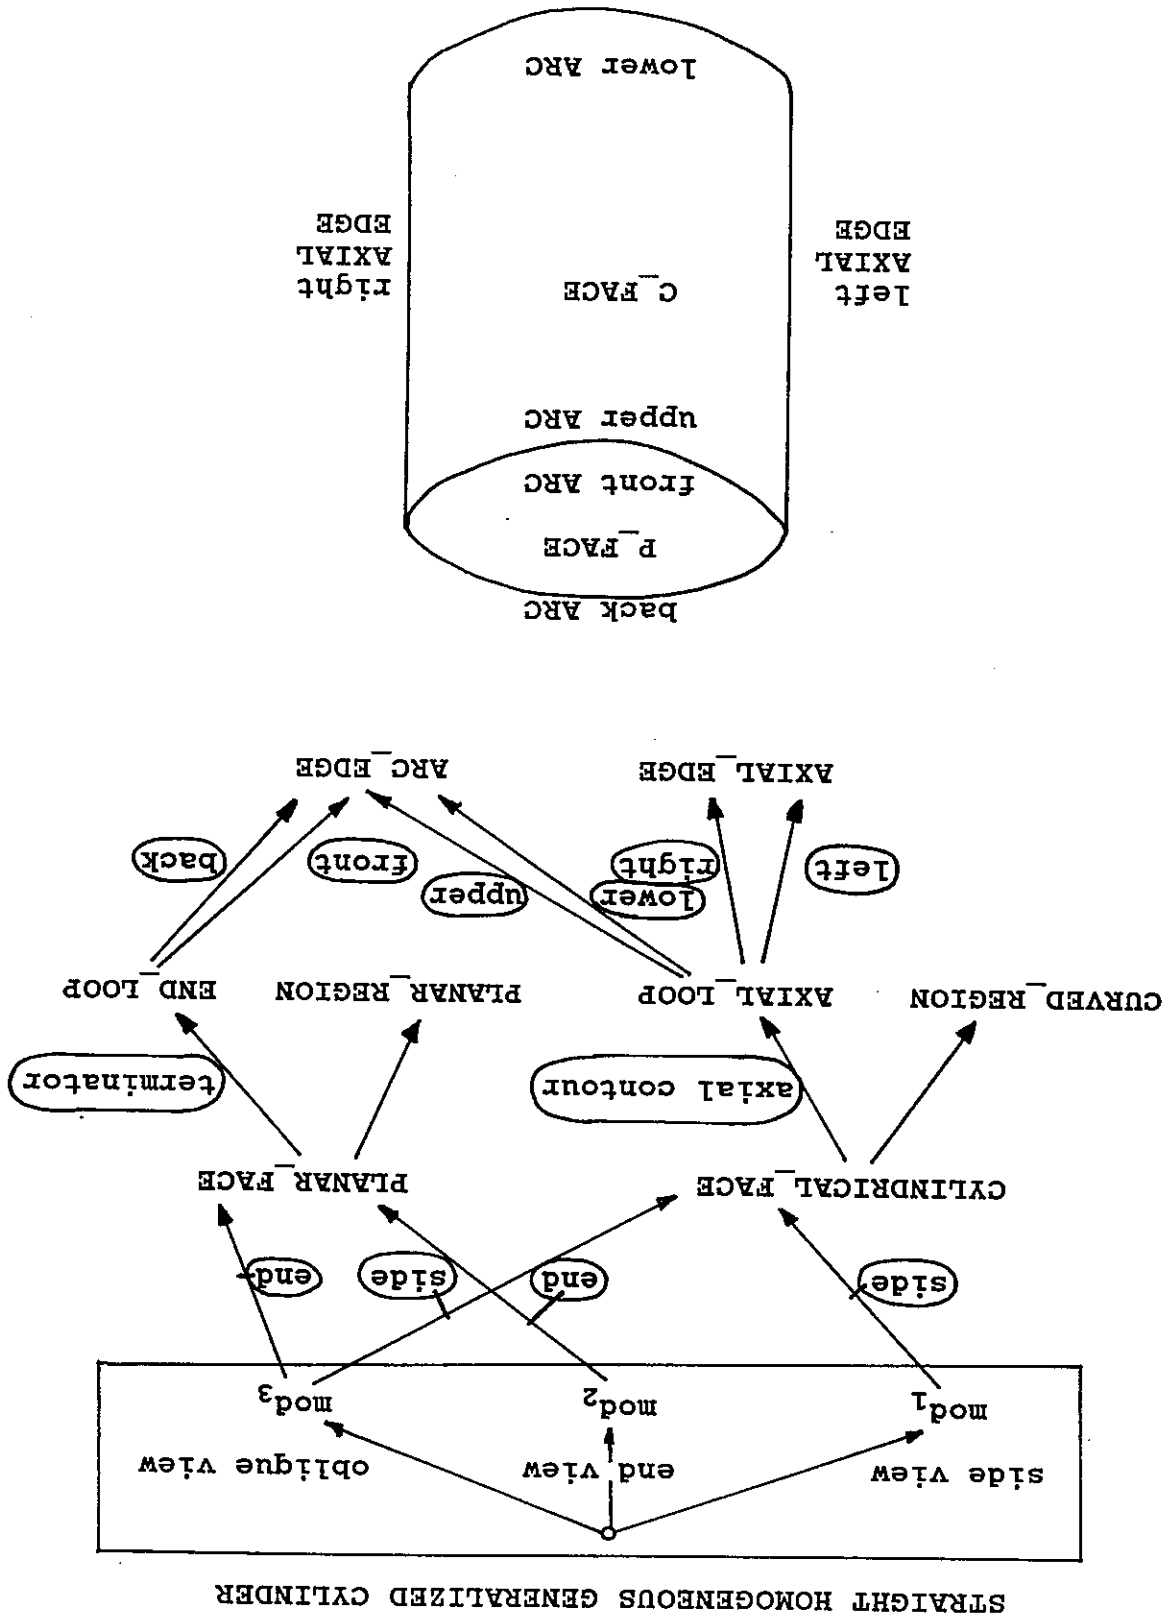 STRAIGHT HOMOGENEOUS GENERALIZED CYLINDER
side view end view oblique view
mod1 mod2 mod3
side end side end
CYLINDRICAL_FACE PLANAR_FACE
axial contour terminator
CURVED_REGION AXIAL_LOOP PLANAR_REGION END_LOOP
left lower upper front back
right
AXIAL_EDGE ARC_EDGE
back ARC
P_FACE
front ARC
upper ARC
left
AXIAL
EDGE
C_FACE
right
AXIAL
EDGE
lower ARC